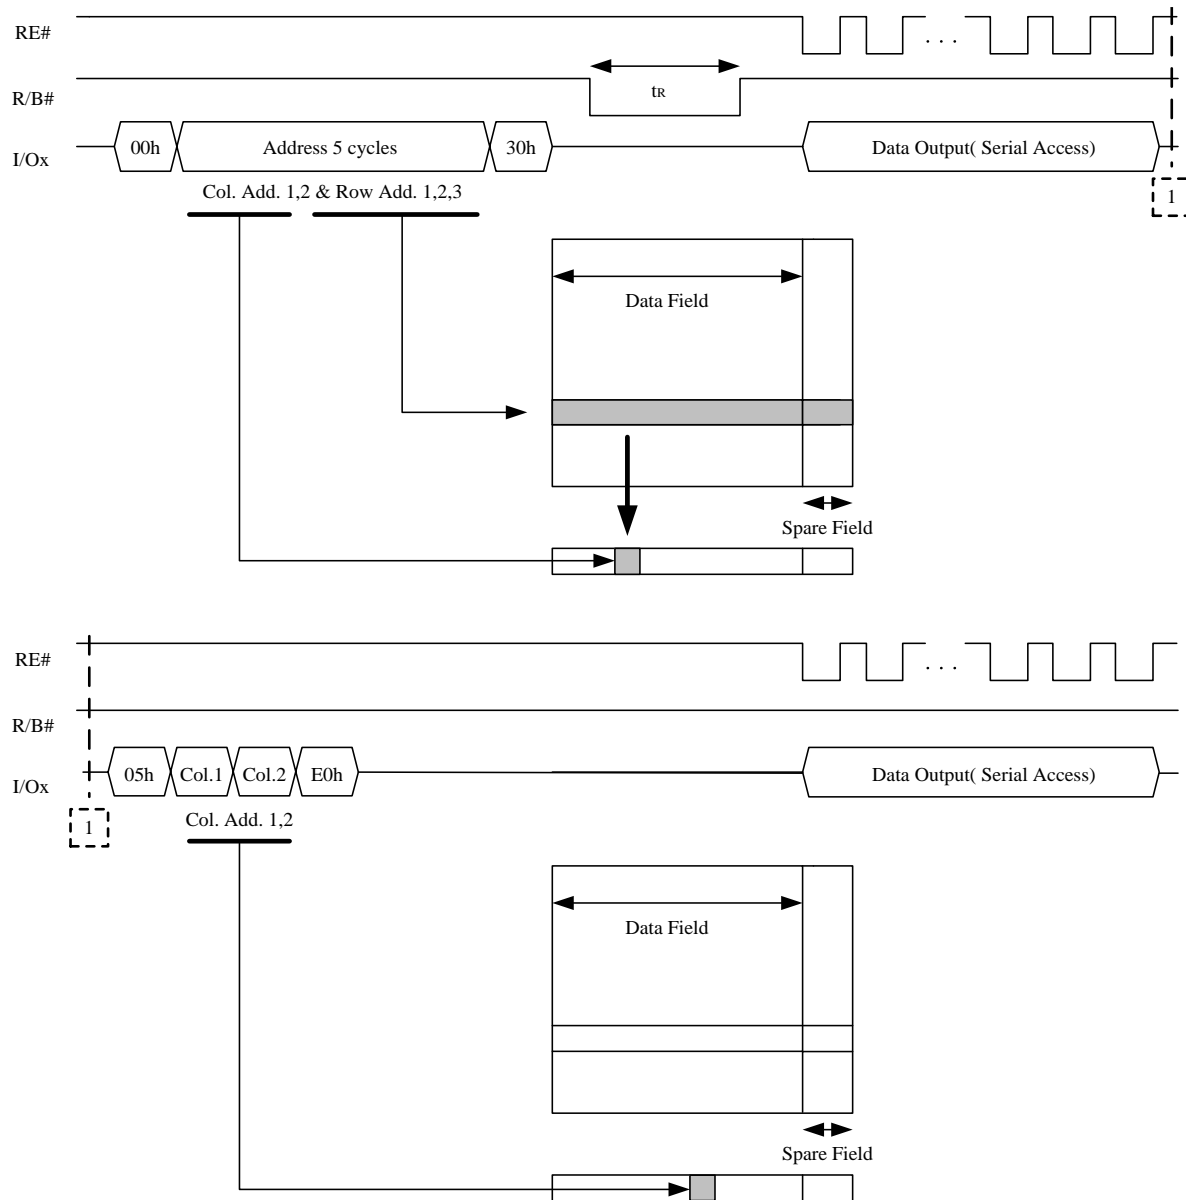 RE#
. . .
R/B#
tR
I/Ox
00h
Address 5 cycles
30h
Data Output( Serial Access)
Col. Add. 1,2 & Row Add. 1,2,3
1
Data Field
Spare Field
RE#
. . .
R/B#
I/Ox
05h
Col.1
Col.2
E0h
Data Output( Serial Access)
1
Col. Add. 1,2
Data Field
Spare Field